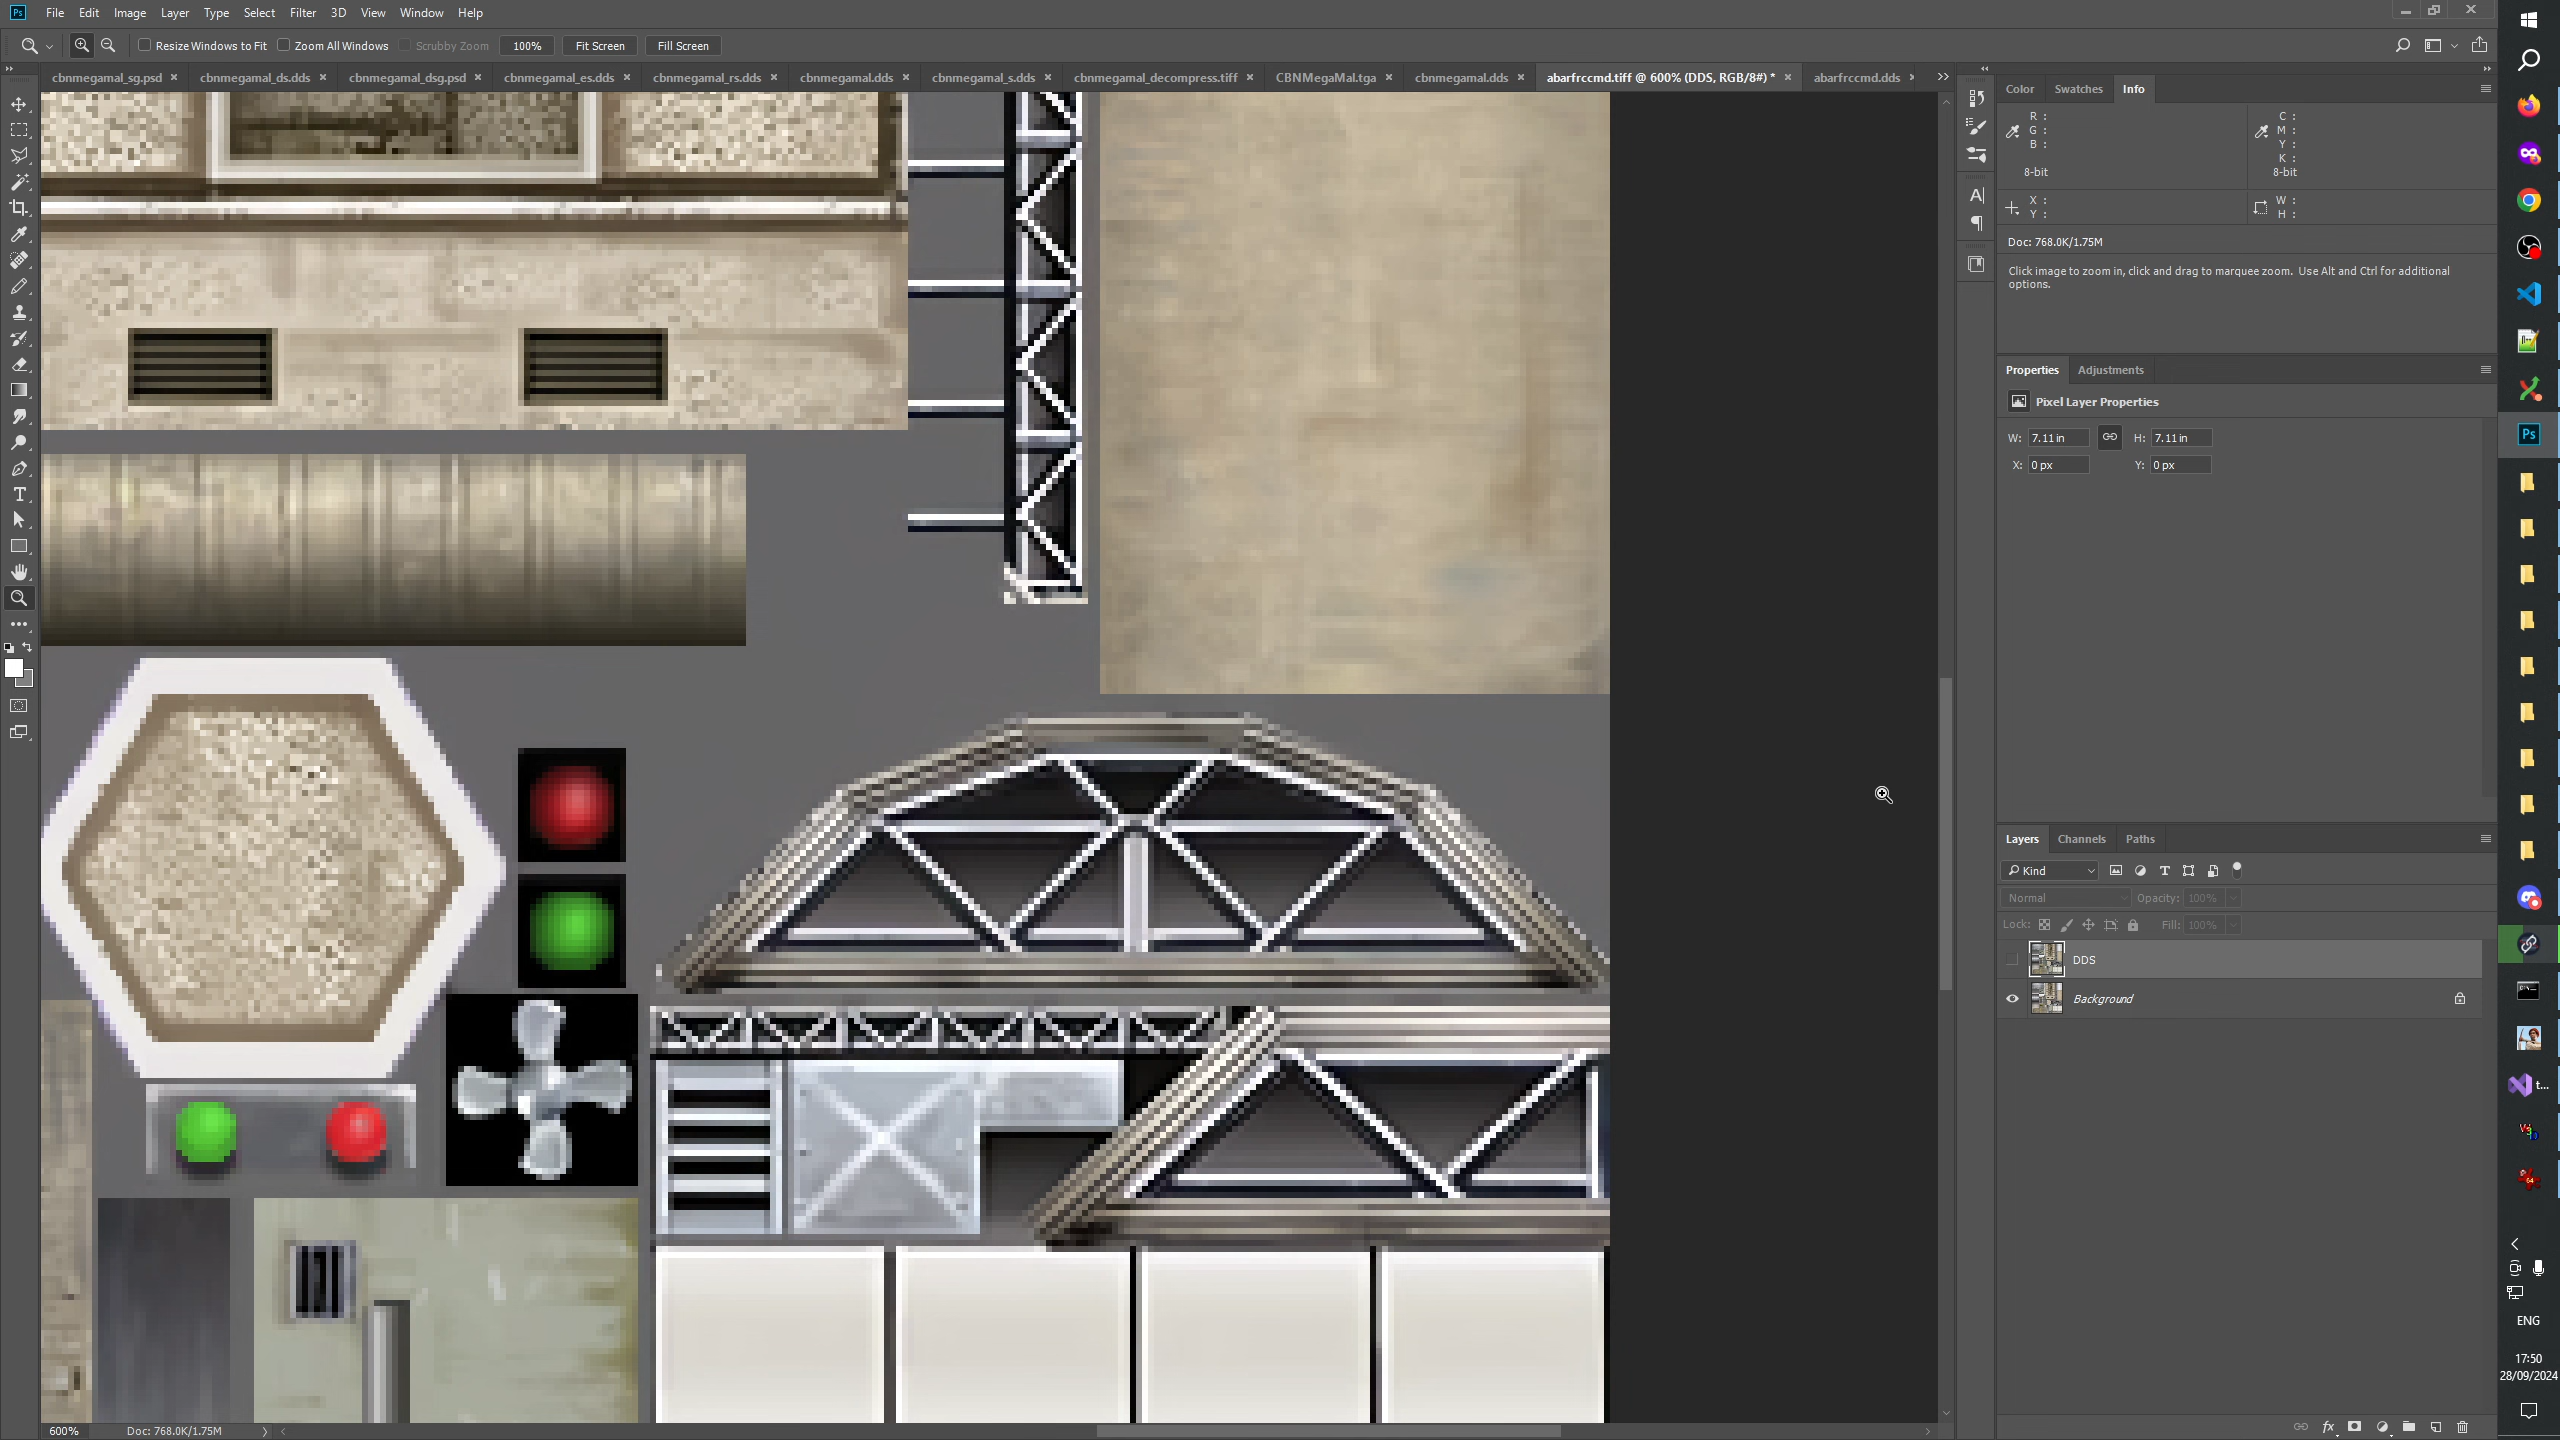 Ps File Edit Image Layer Type Select Filter 3D View Window Help
Resize Windows to Fit Zoom All Windows Scrubby Zoom 100% Fit Screen Fill Screen
cbnmegamal_sg.psd cbnmegamal_ds.dds cbnmegamal_dsg.psd cbnmegamal_es.dds cbnmegamal_rs.dds cbnmegamal.dds cbnmegamal_s.dds cbnmegamal_decompress.tiff CBNMegaMal.tga cbnmegamal.dds abarfrccmd.tiff @ 600% (DDS, RGB/8#) * abarfrccmd.dds
Color Swatches Info
R :
G :
B :
8-bit
C :
M :
Y :
K :
8-bit
X :
Y :
W :
H :
Doc: 768.0K/1.75M
Click image to zoom in, click and drag to marquee zoom. Use Alt and Ctrl for additional
options.
Properties Adjustments
Pixel Layer Properties
W: 7.11 in H: 7.11 in
X: 0 px Y: 0 px
Layers Channels Paths
Kind
Normal Opacity: 100%
Lock: Fill: 100%
DDS
Background
Ps
t...
64
ENG
17:50
28/09/2024
600% Doc: 768.0K/1.75M
fx